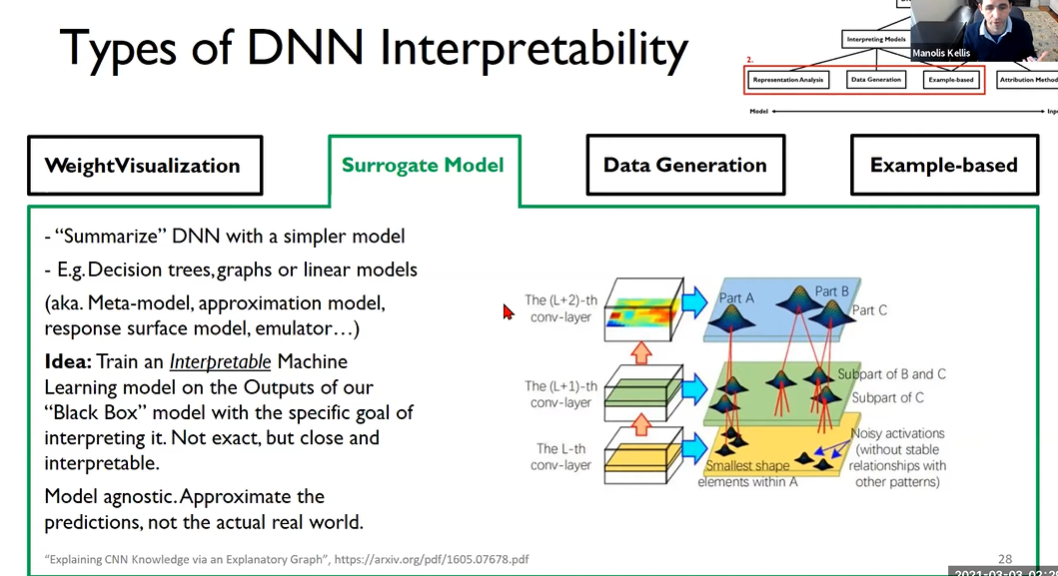 Types of DNN Interpretability
Interpreting Models
Manolis Kellis
2.
Representation Analysis
Data Generation
Example-based
Attribution Method
Model
WeightVisualization
Surrogate Model
Data Generation
Example-based
- “Summarize” DNN with a simpler model
- E.g. Decision trees, graphs or linear models
(aka. Meta-model, approximation model,
response surface model, emulator…)
Idea: Train an Interpretable Machine
Learning model on the Outputs of our
“Black Box” model with the specific goal of
interpreting it. Not exact, but close and
interpretable.
Model agnostic. Approximate the
predictions, not the actual real world.
The (L+2)-th
conv-layer
Part A
Part B
Part C
The (L+1)-th
conv-layer
Subpart of B and C
Subpart of C
The L-th
conv-layer
Smallest shape
elements within A
Noisy activations
(without stable
relationships with
other patterns)
“Explaining CNN Knowledge via an Explanatory Graph”, https://arxiv.org/pdf/1605.07678.pdf
28